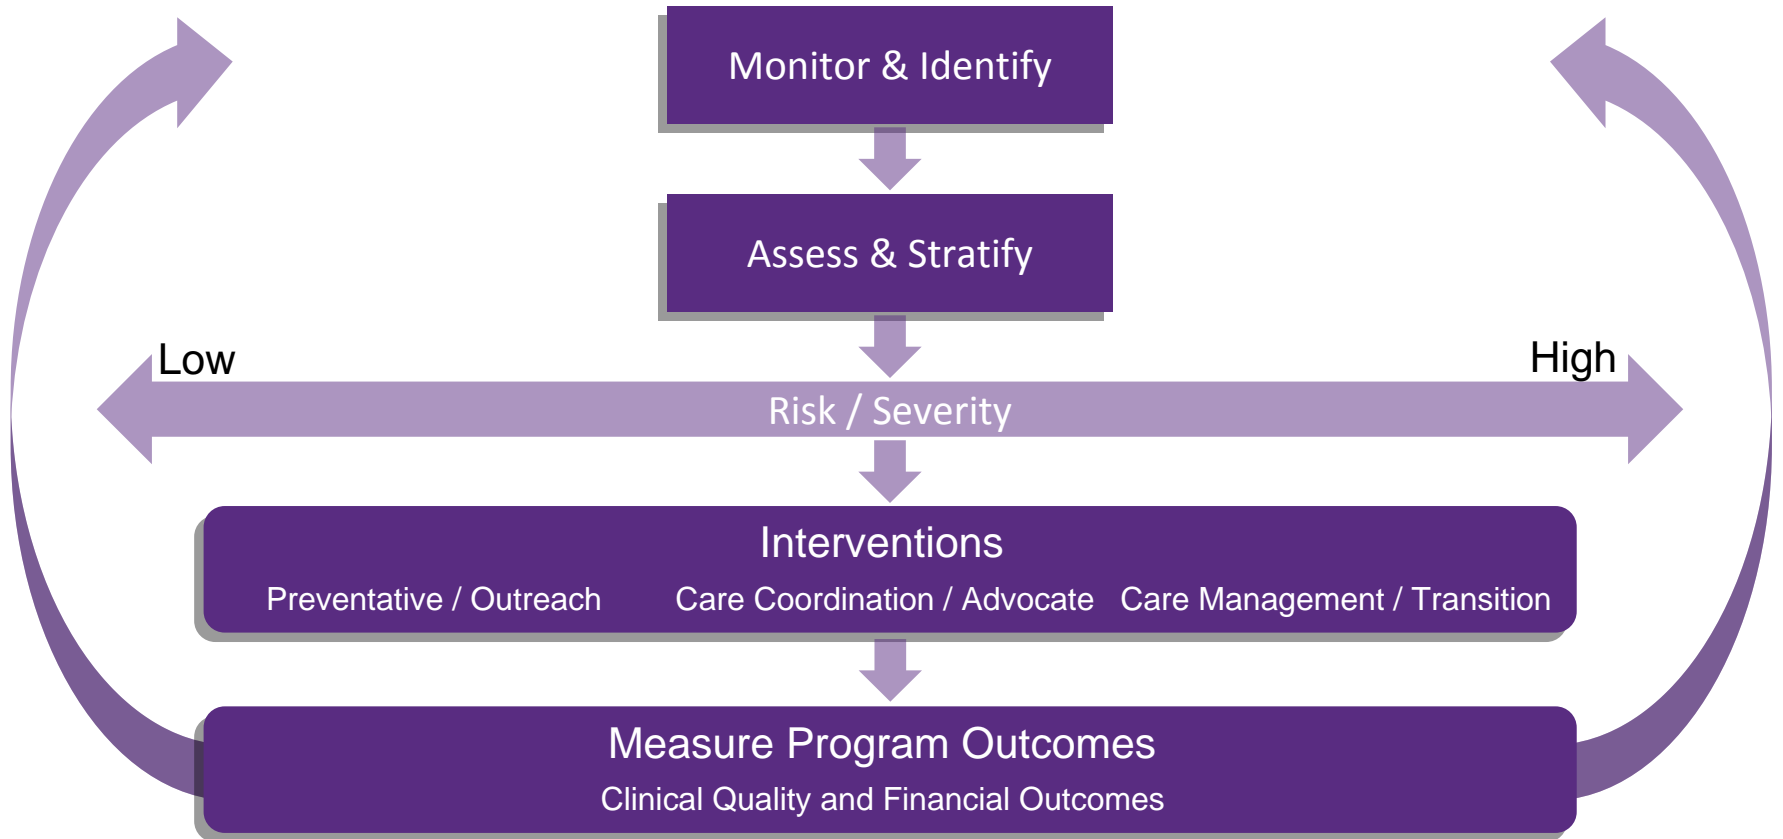 Monitor & Identify
Assess & Stratify
Low
High
Risk / Severity
Interventions
Preventative / Outreach Care Coordination / Advocate Care Management / Transition
Measure Program Outcomes
Clinical Quality and Financial Outcomes